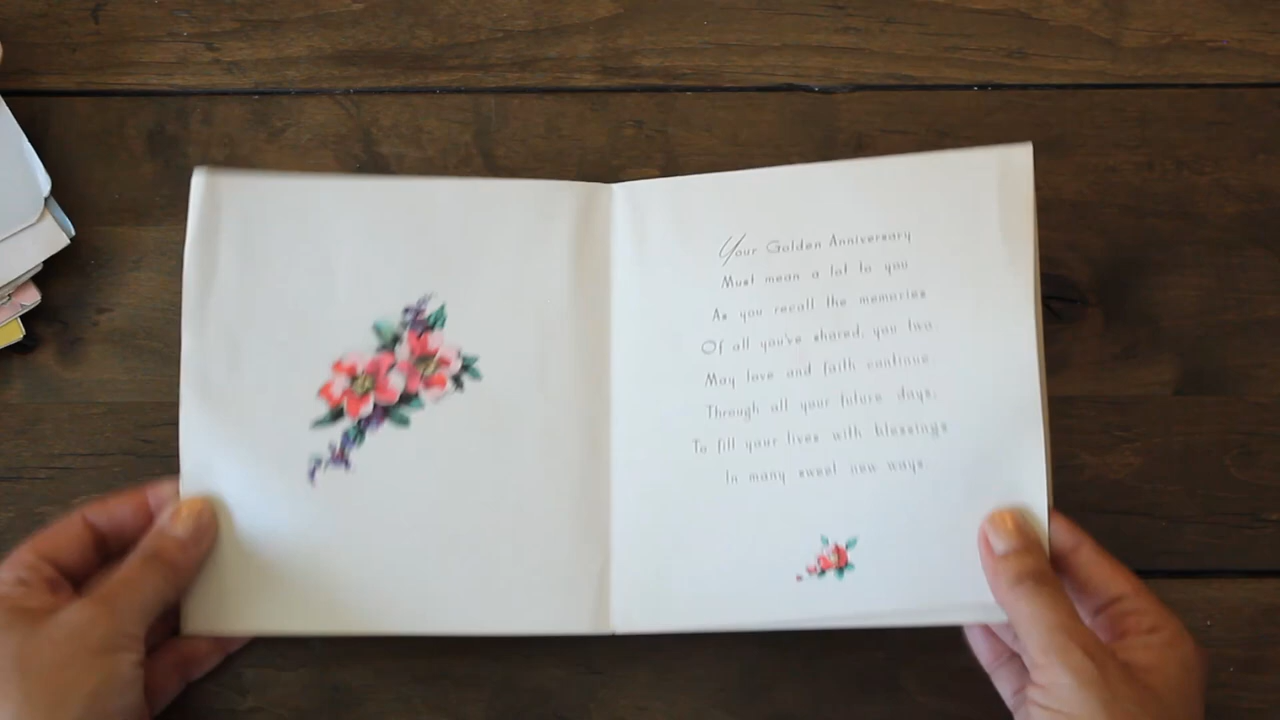 Your Golden Anniversary
Must mean a lot to you
As you recall the memories
Of all you've shared, you two.
May love and faith continue
Through all your future days,
To fill your lives with blessings
In many sweet new ways.